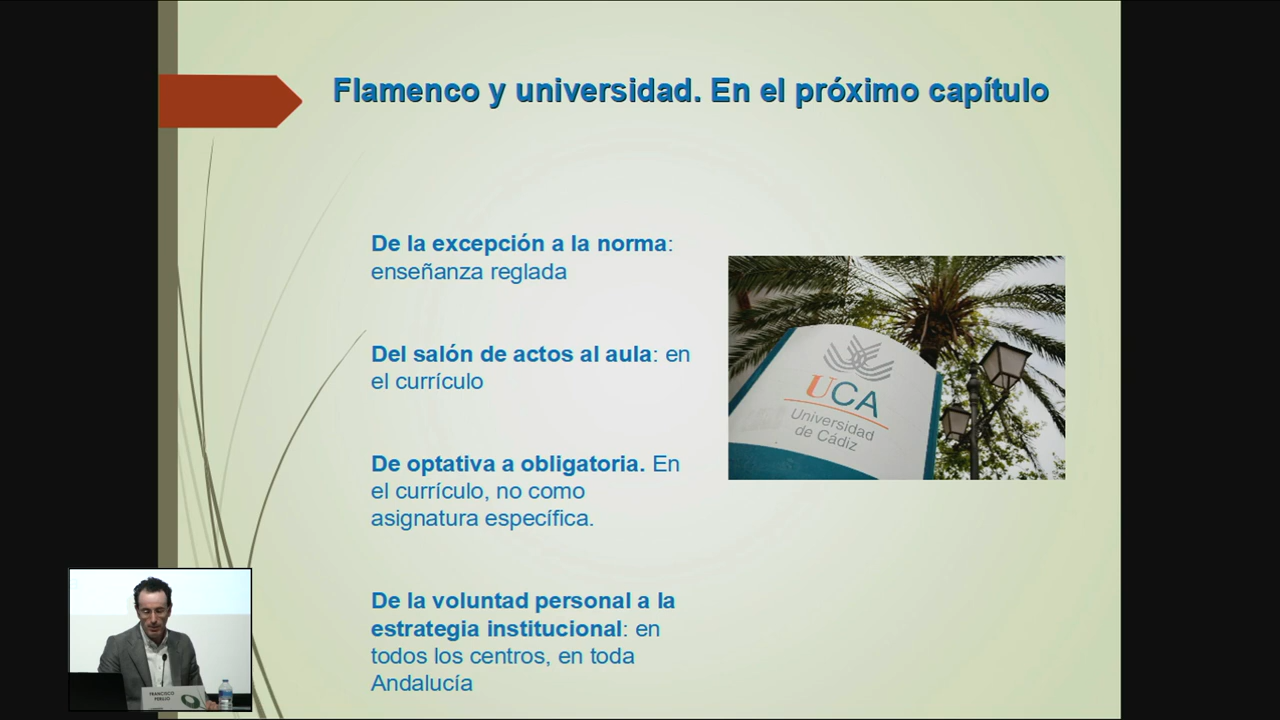 Flamenco y universidad. En el próximo capítulo
De la excepción a la norma:
enseñanza reglada
Del salón de actos al aula: en
el currículo
De optativa a obligatoria. En
el currículo, no como
asignatura específica.
De la voluntad personal a la
estrategia institucional: en
todos los centros, en toda
Andalucía
UCA
Universidad
de Cádiz
FRANCISCO
PERUJO